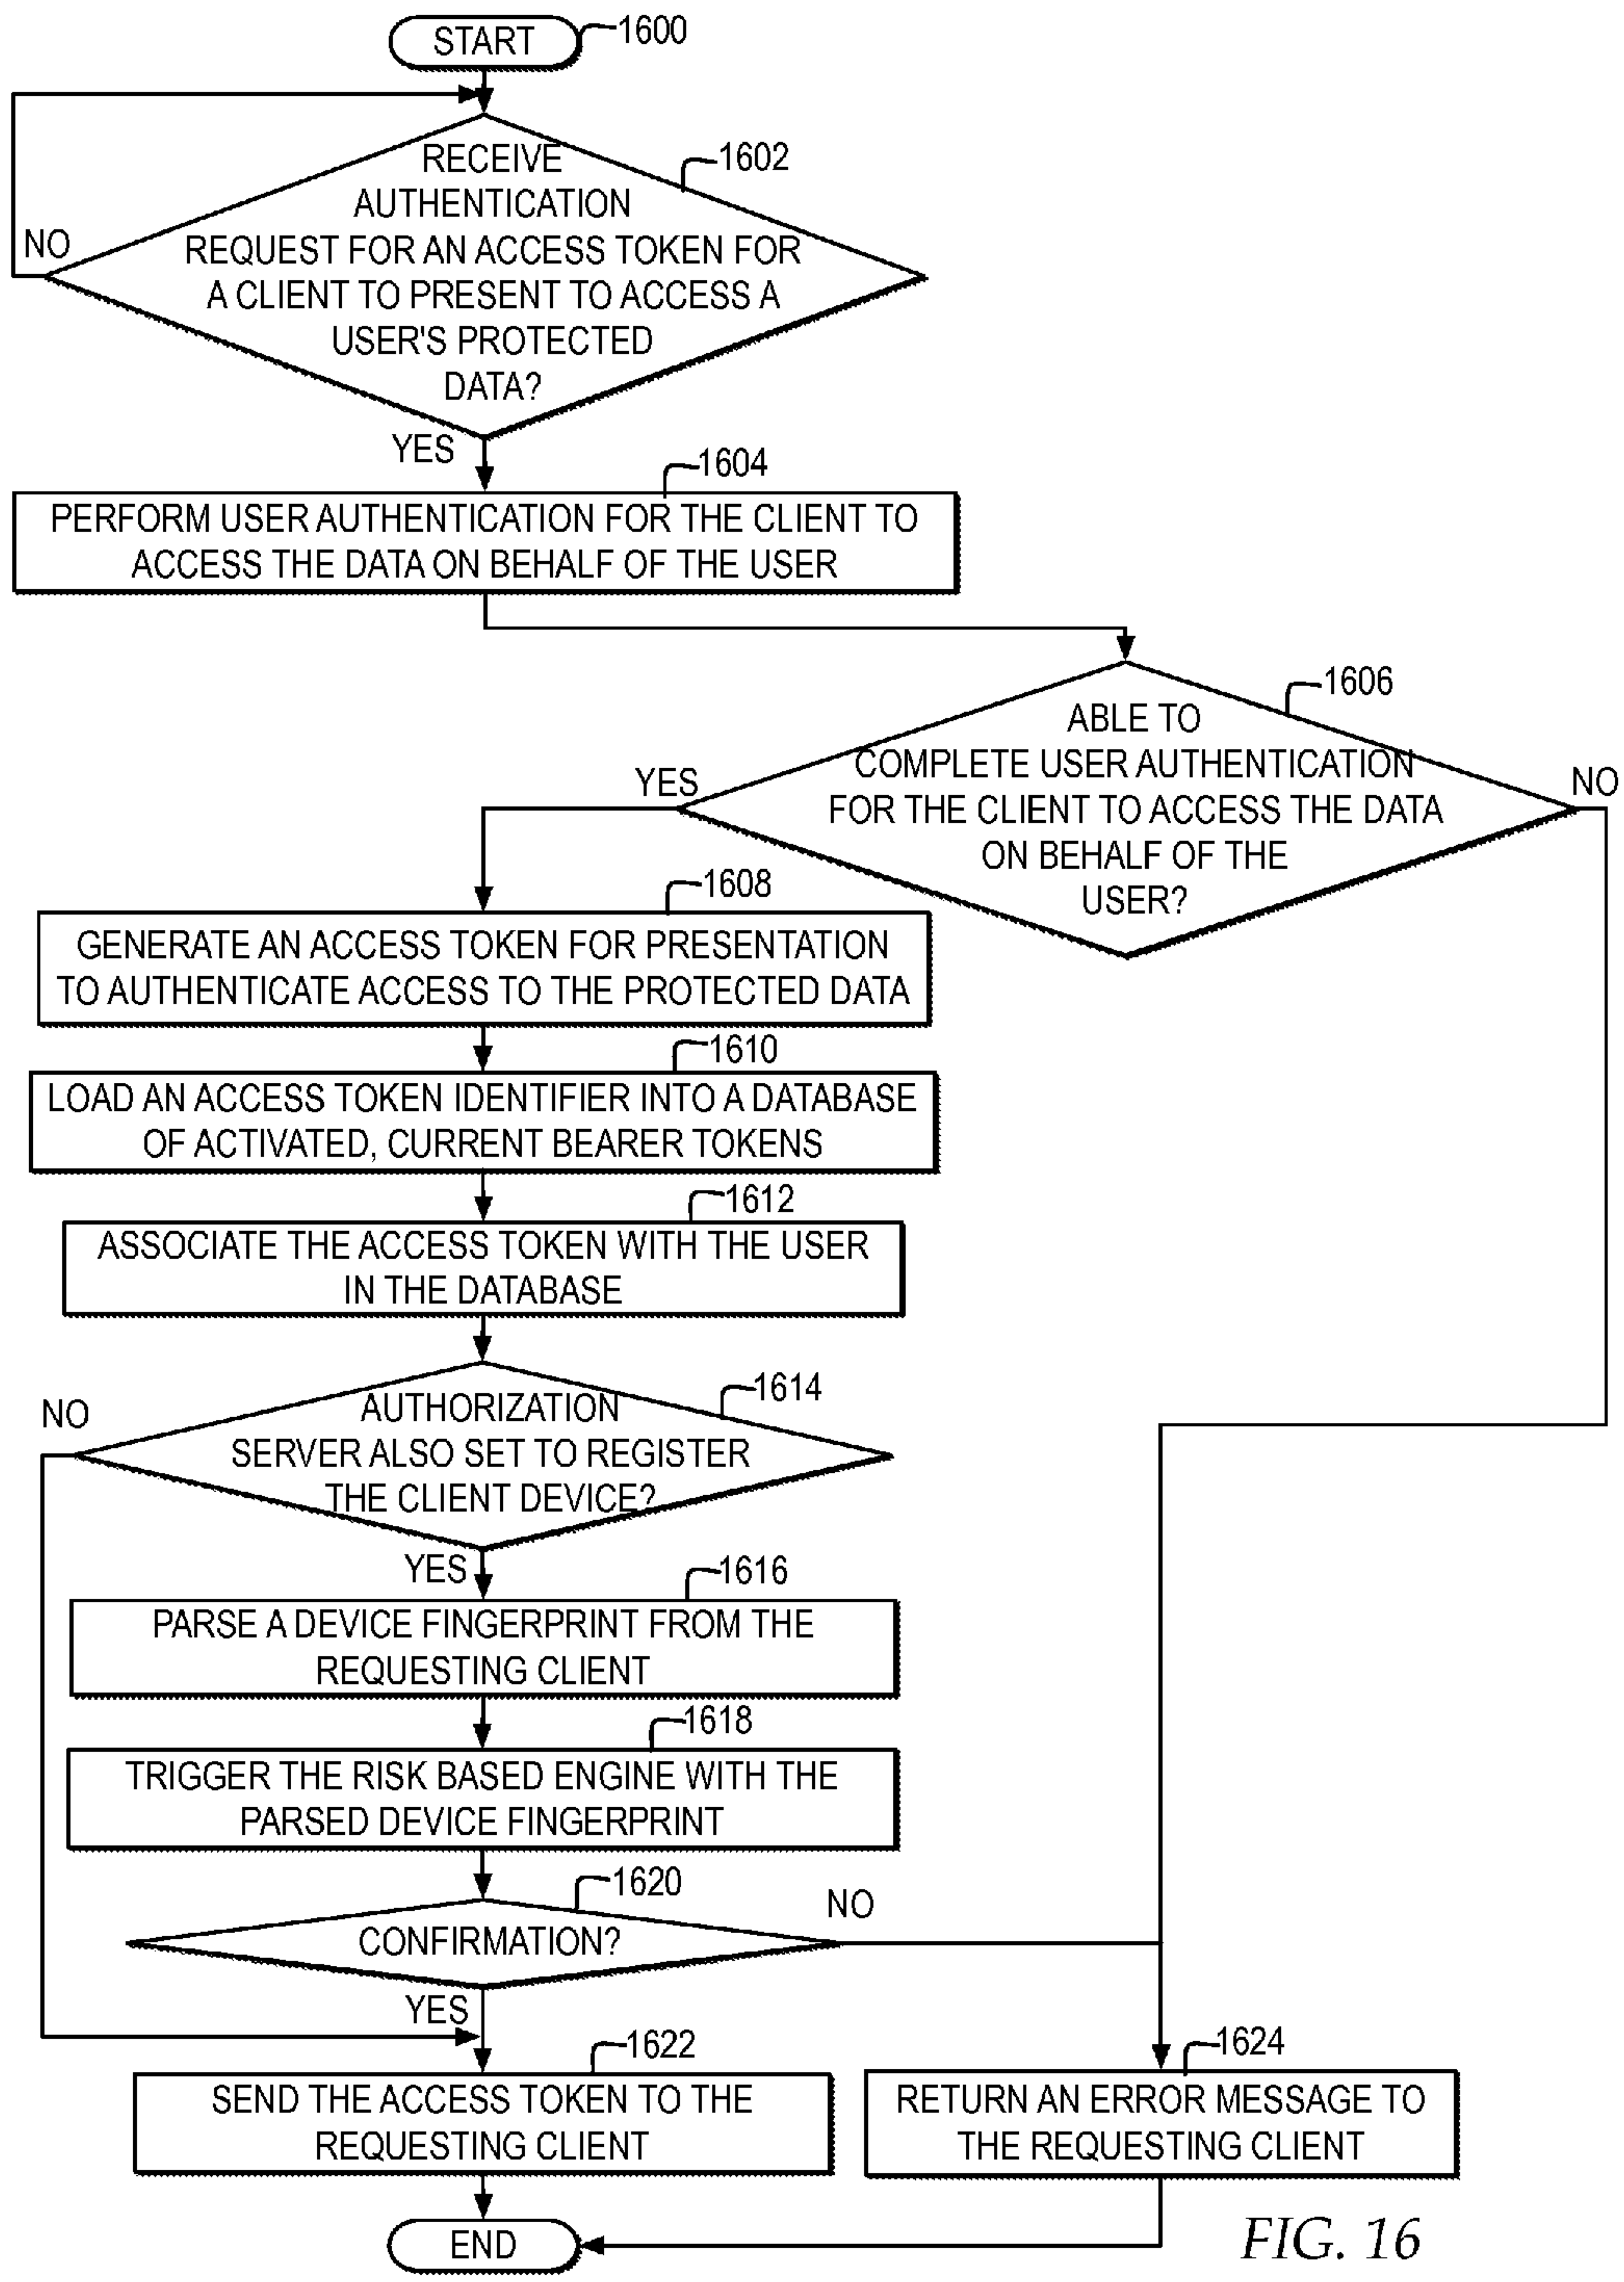 START
1600
1602
RECEIVE
AUTHENTICATION
REQUEST FOR AN ACCESS TOKEN FOR
A CLIENT TO PRESENT TO ACCESS A
USER'S PROTECTED
DATA?
NO
YES
1604
PERFORM USER AUTHENTICATION FOR THE CLIENT TO
ACCESS THE DATA ON BEHALF OF THE USER
1606
ABLE TO
COMPLETE USER AUTHENTICATION
FOR THE CLIENT TO ACCESS THE DATA
ON BEHALF OF THE
USER?
YES
NO
1608
GENERATE AN ACCESS TOKEN FOR PRESENTATION
TO AUTHENTICATE ACCESS TO THE PROTECTED DATA
1610
LOAD AN ACCESS TOKEN IDENTIFIER INTO A DATABASE
OF ACTIVATED, CURRENT BEARER TOKENS
1612
ASSOCIATE THE ACCESS TOKEN WITH THE USER
IN THE DATABASE
1614
NO
AUTHORIZATION
SERVER ALSO SET TO REGISTER
THE CLIENT DEVICE?
YES
1616
PARSE A DEVICE FINGERPRINT FROM THE
REQUESTING CLIENT
1618
TRIGGER THE RISK BASED ENGINE WITH THE
PARSED DEVICE FINGERPRINT
1620
NO
CONFIRMATION?
YES
1622
SEND THE ACCESS TOKEN TO THE
REQUESTING CLIENT
1624
RETURN AN ERROR MESSAGE TO
THE REQUESTING CLIENT
END
FIG. 16